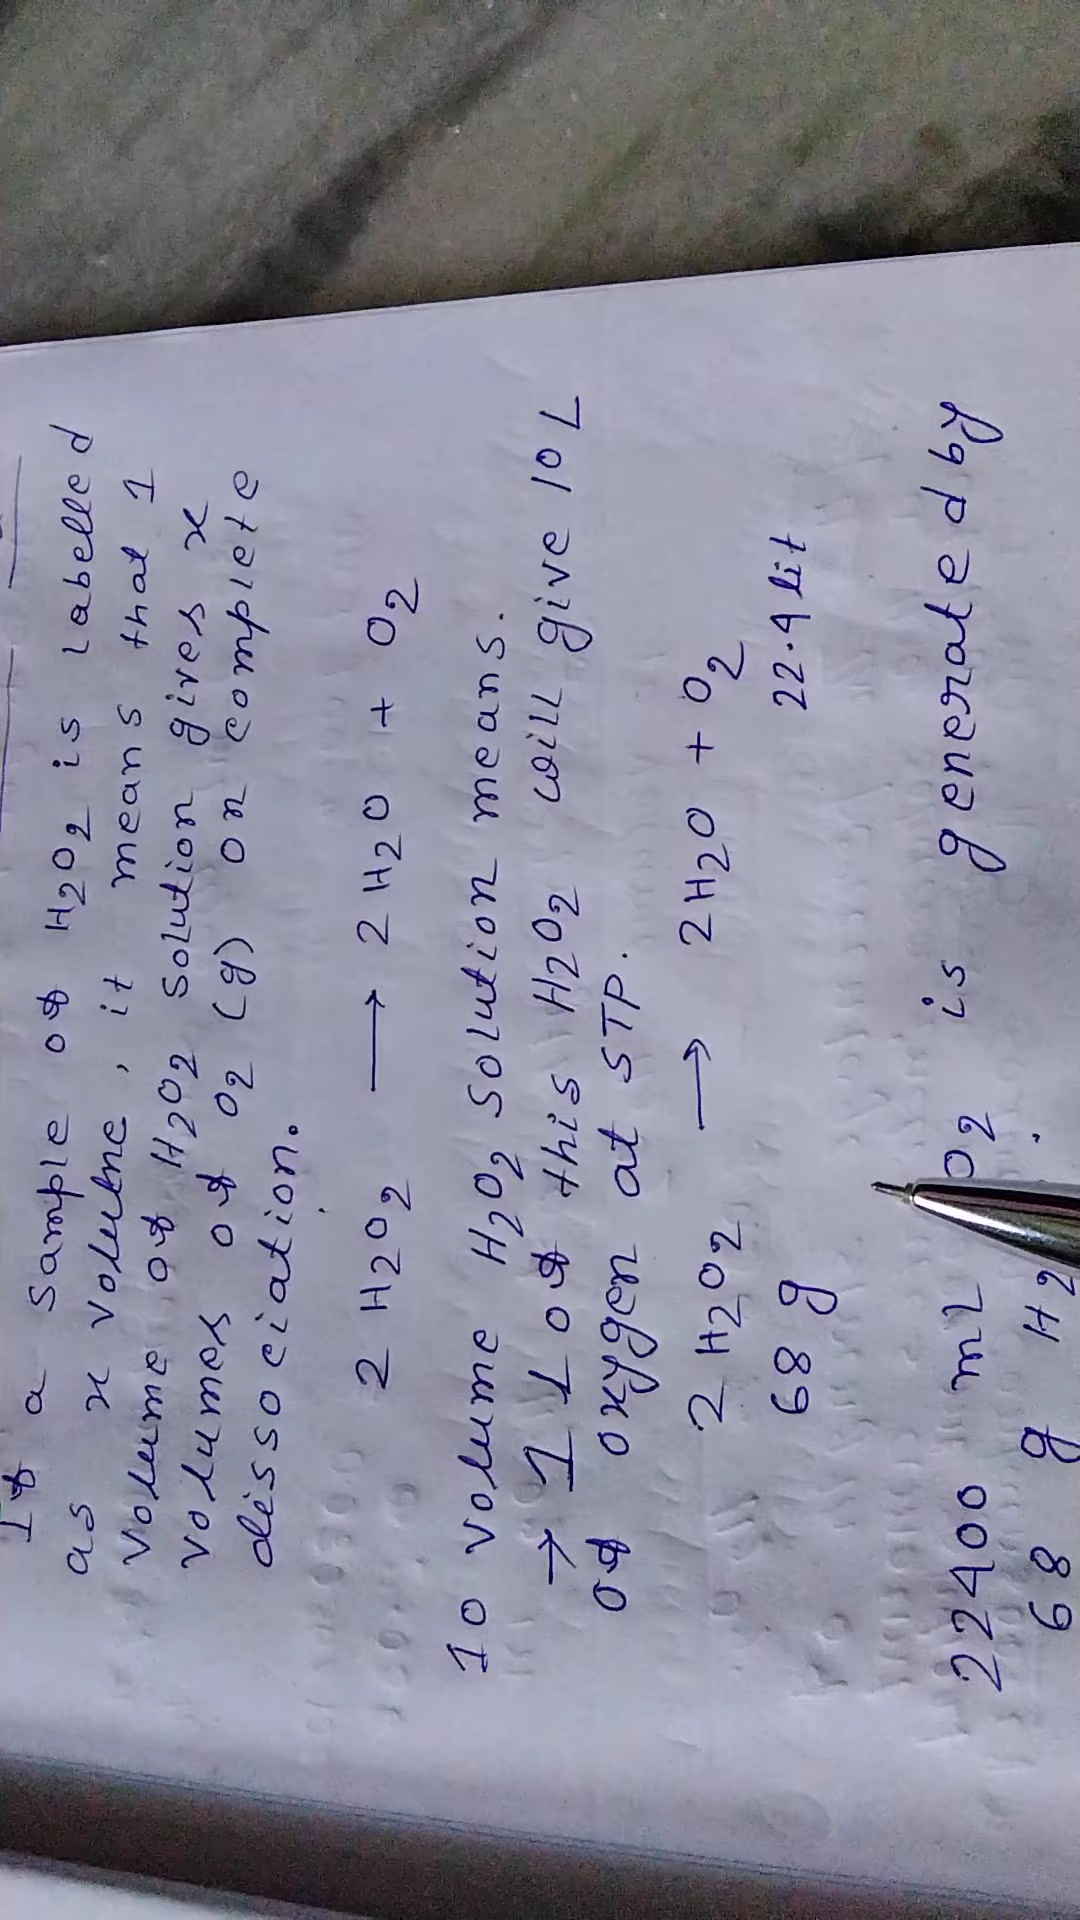 If a sample of H2O2 is labelled
as x volume, it means that 1
volume of H2O2 solution gives x
volumes of O2 (g) on complete
dissociation.
2 H2O2 ⟶ 2 H2O + O2
10 volume H2O2 solution means.
→ 1 L of this H2O2 will give 10 L
of oxygen at STP.
2 H2O2 → 2H2O + O2
68 g 22.4 lit
22400 mL O2 is generated by
68 g H2